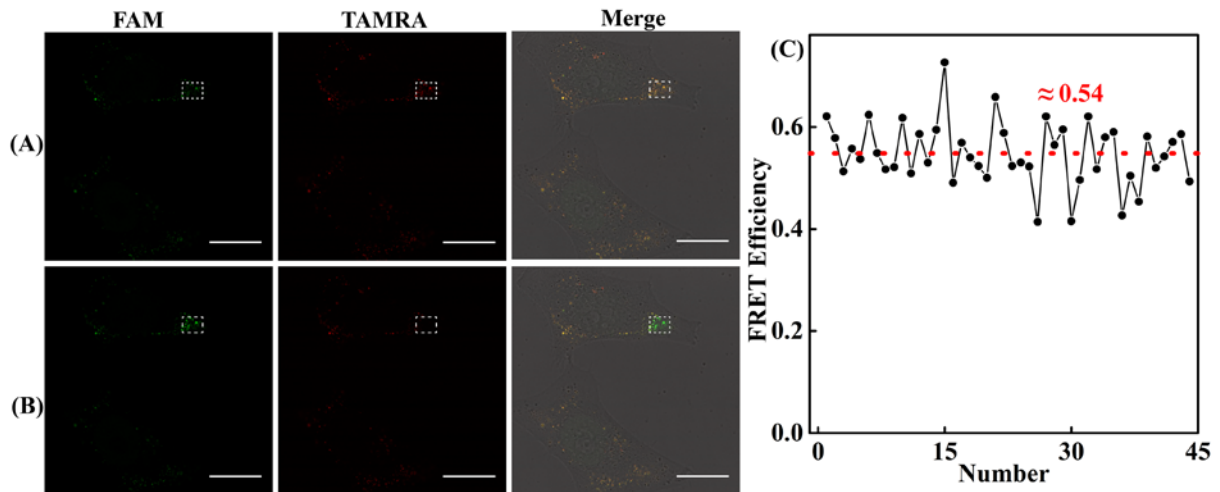 FAM TAMRA Merge
(A)
(B)
(C)
≈ 0.54
FRET Efficiency
0.6
0.4
0.2
0.0
0 15 30 45
Number